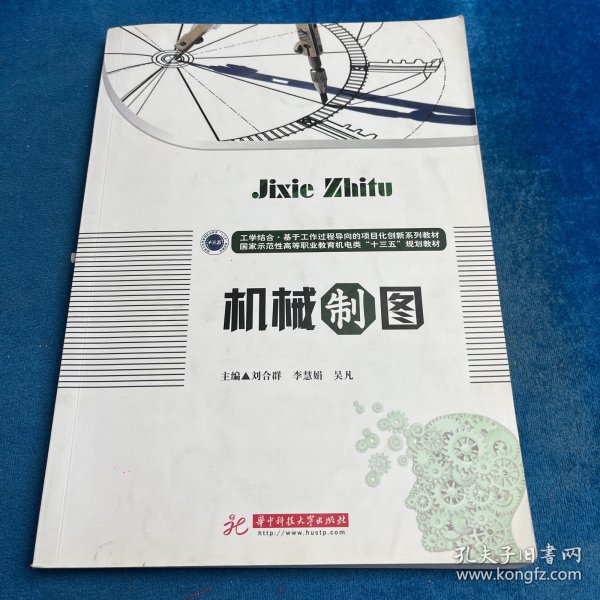 Jixie Zhitu
工学结合·基于工作过程导向的项目化创新系列教材
国家示范性高等职业教育机电类“十三五”规划教材
十三五
机械制图
主编▲刘合群 李慧娟 吴凡
华中科技大学出版社
http://www.hustp.com
孔夫子旧书网
www.kongfz.com